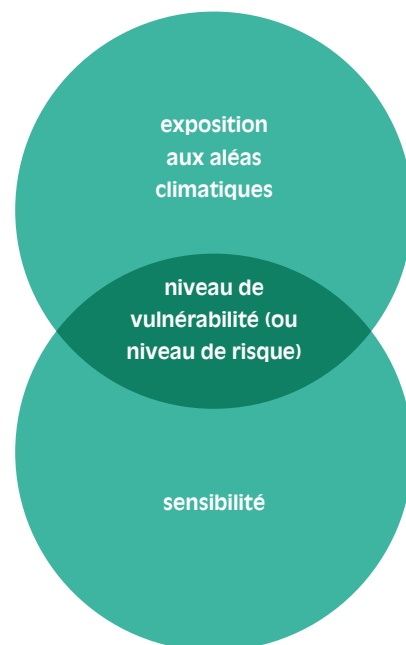 exposition
aux aléas
climatiques
niveau de
vulnérabilité (ou
niveau de risque)
sensibilité